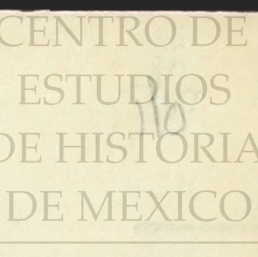 CENTRO DE
ESTUDIOS
DE HISTORIA
DE MEXICO